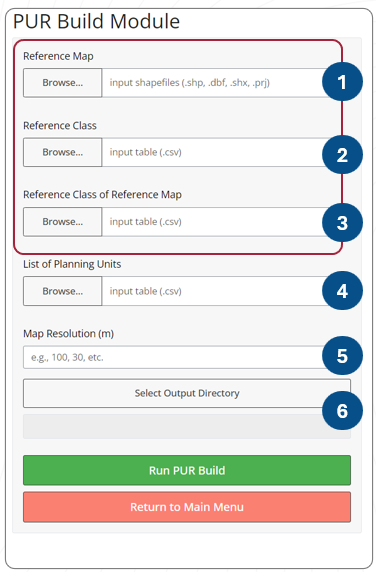 PUR Build Module
Reference Map
Browse... input shapefiles (.shp, .dbf, .shx, .prj) 1
Reference Class
Browse... input table (.csv) 2
Reference Class of Reference Map
Browse... input table (.csv) 3
List of Planning Units
Browse... input table (.csv) 4
Map Resolution (m)
e.g., 100, 30, etc. 5
Select Output Directory 6
Run PUR Build
Return to Main Menu